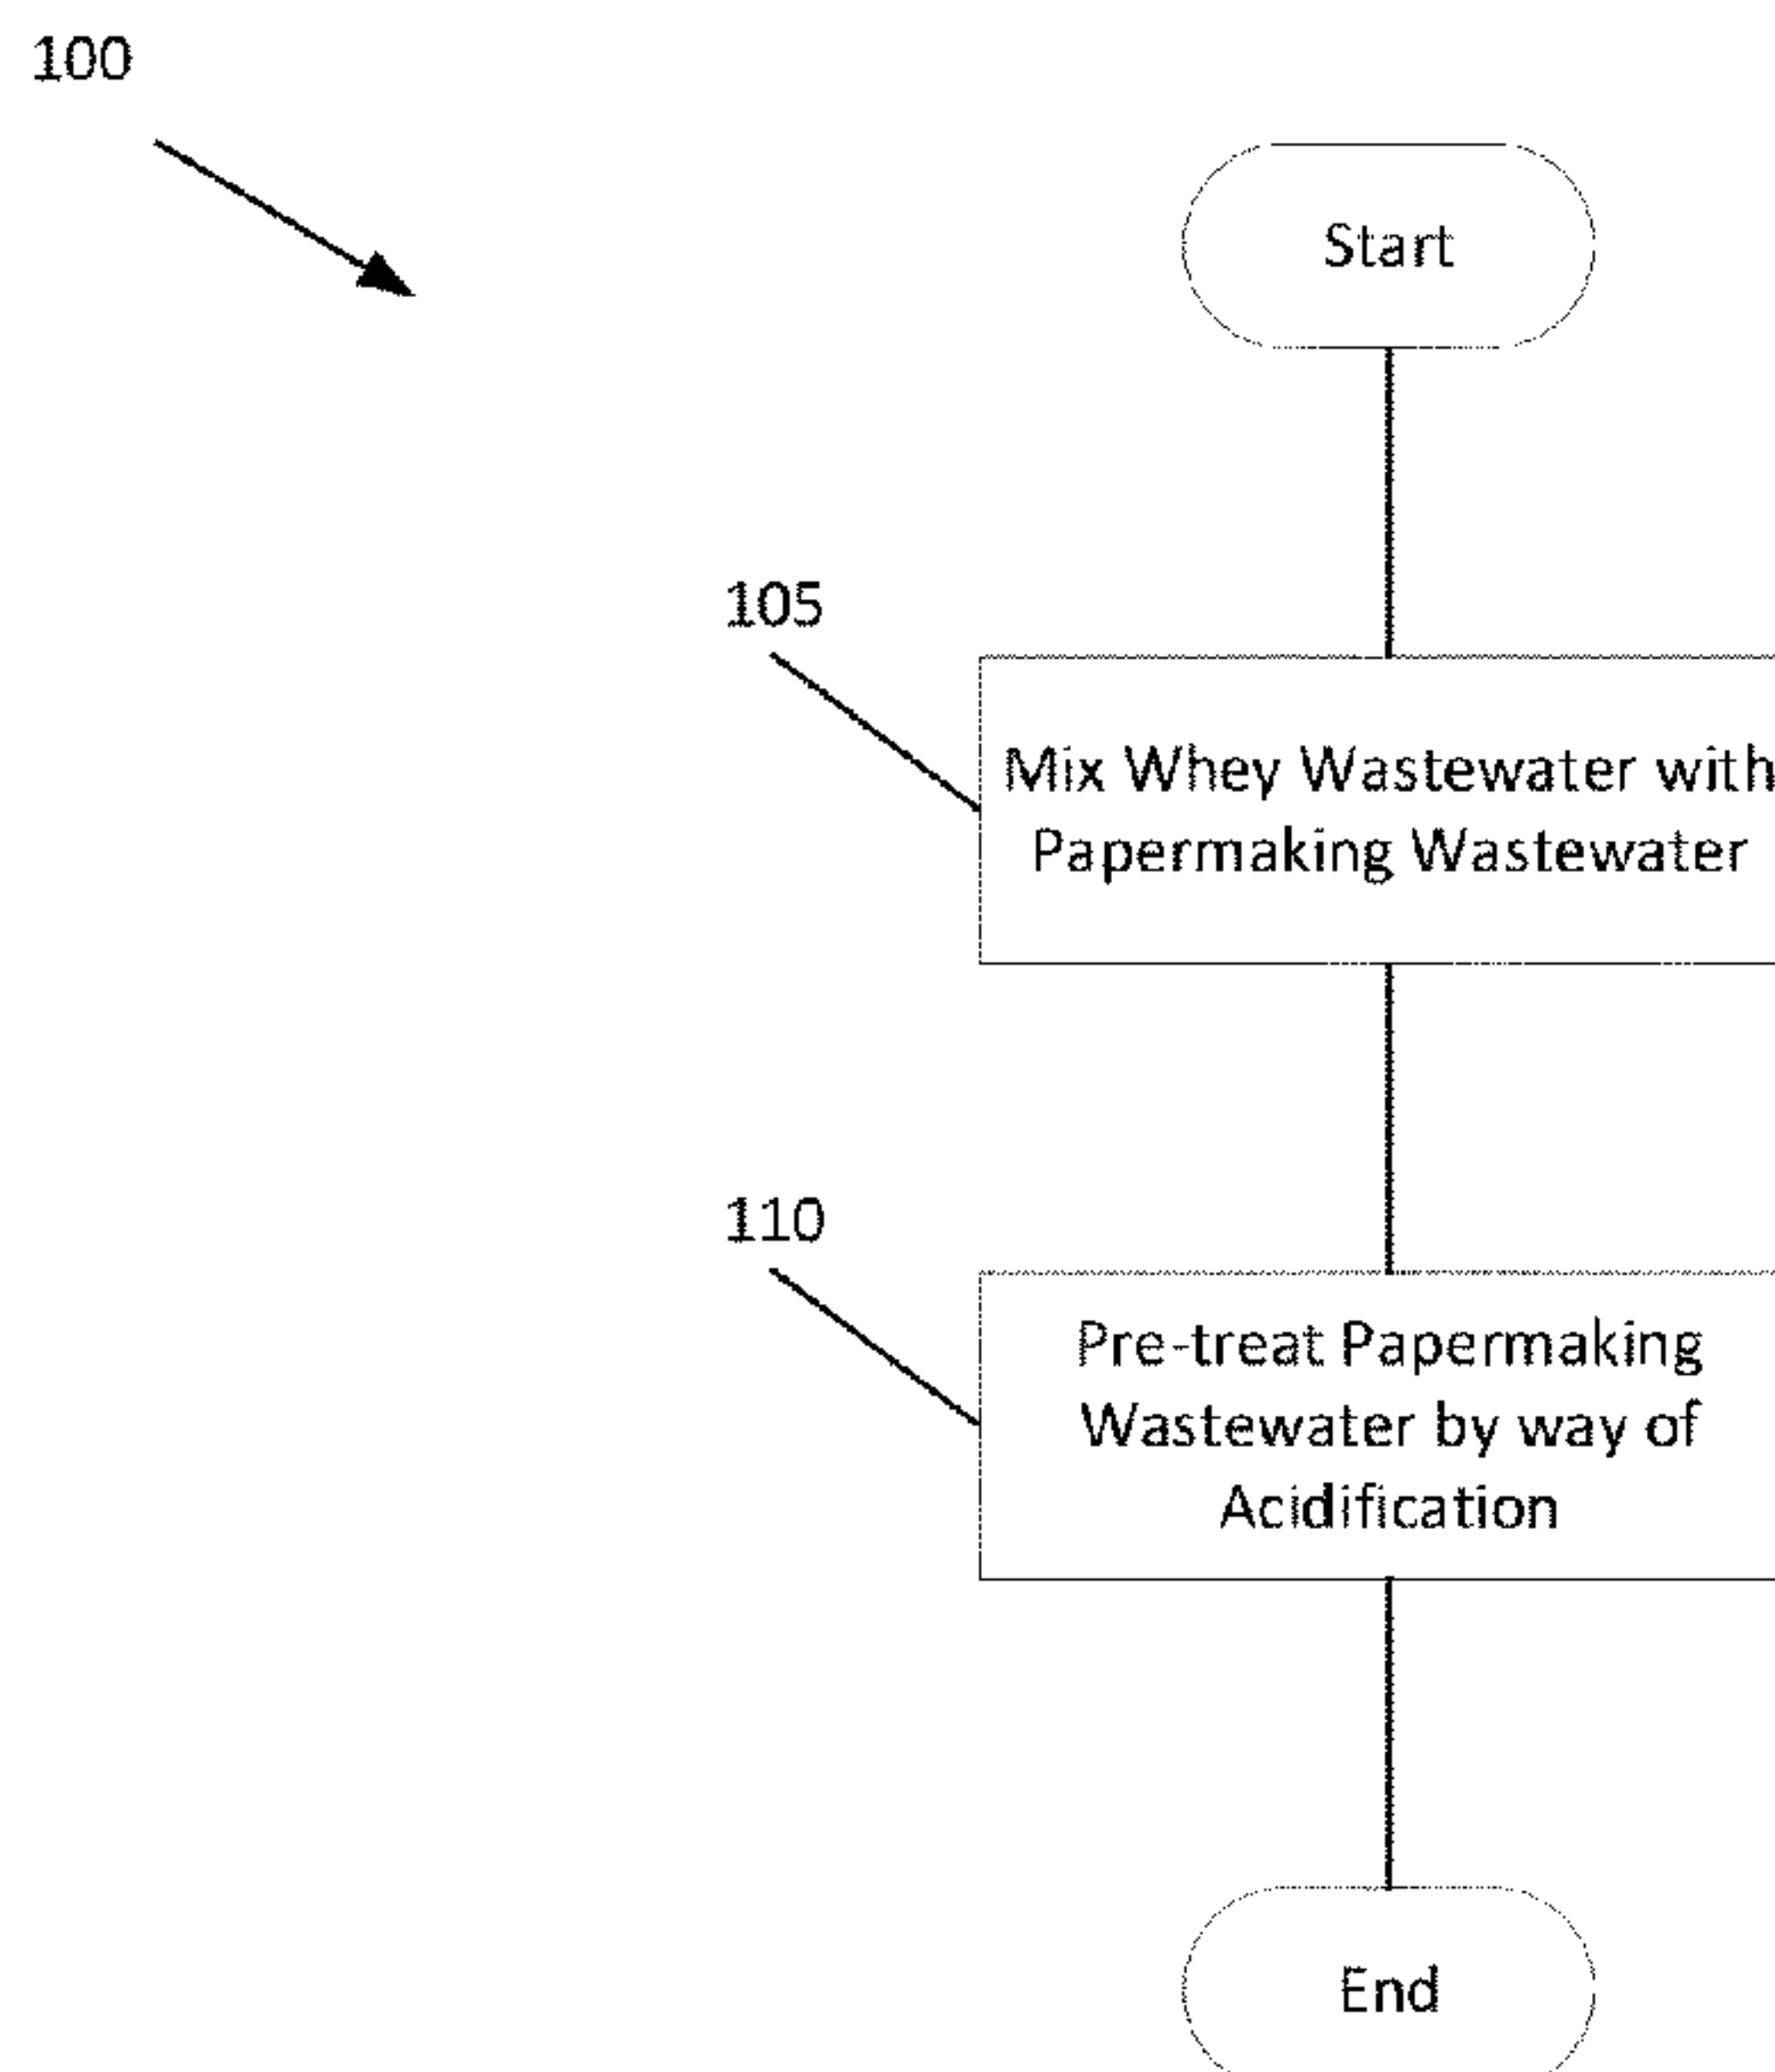 100
Start
105
Mix Whey Wastewater with
Papermaking Wastewater
110
Pre-treat Papermaking
Wastewater by way of
Acidification
End